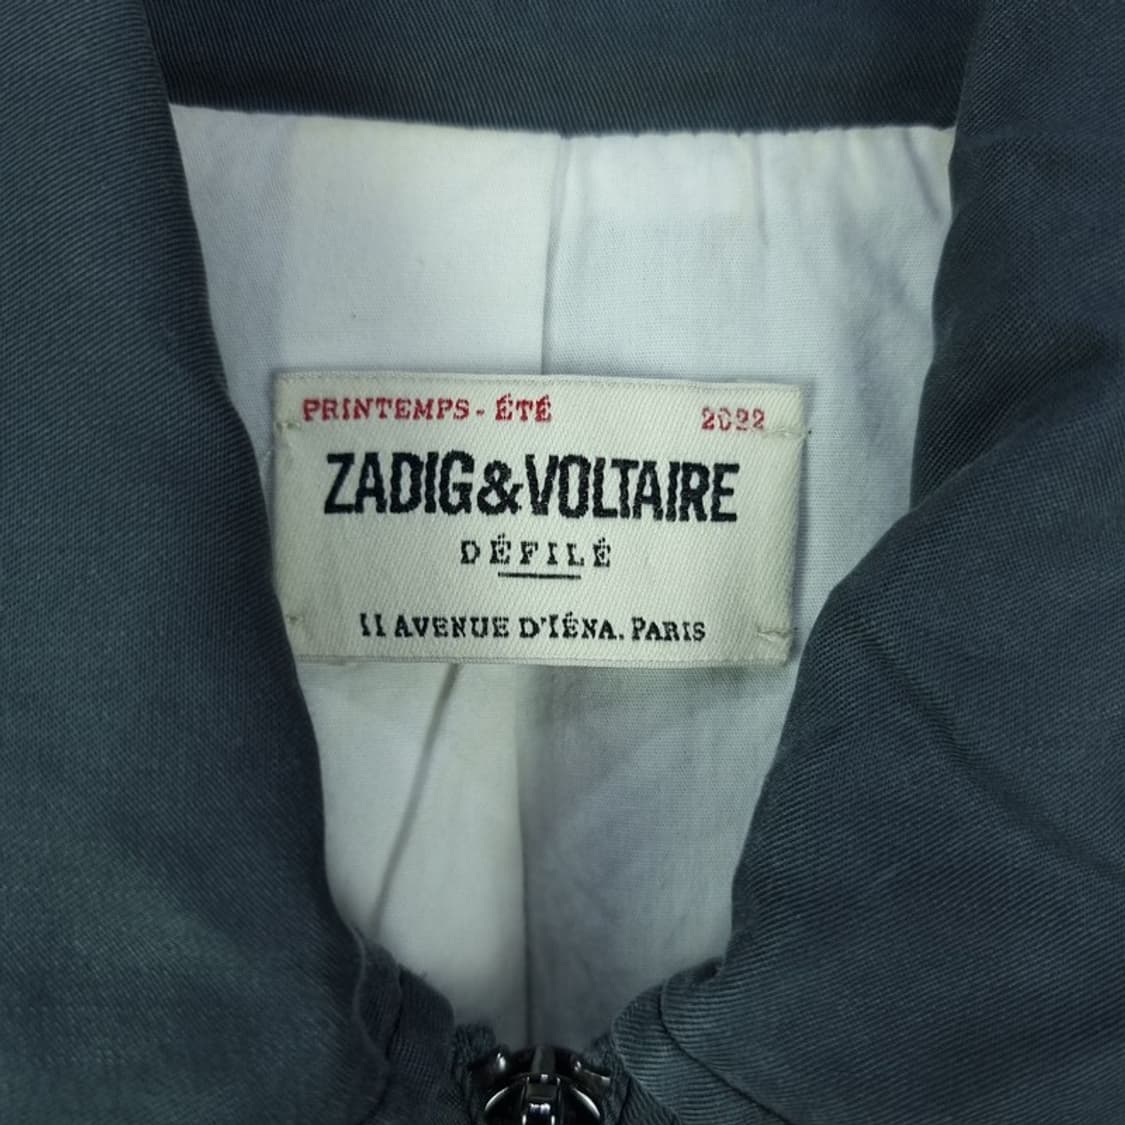 PRINTEMPS - ÉTÉ 2022
ZADIG&VOLTAIRE
DÉFILÉ
11 AVENUE D'IÉNA. PARIS